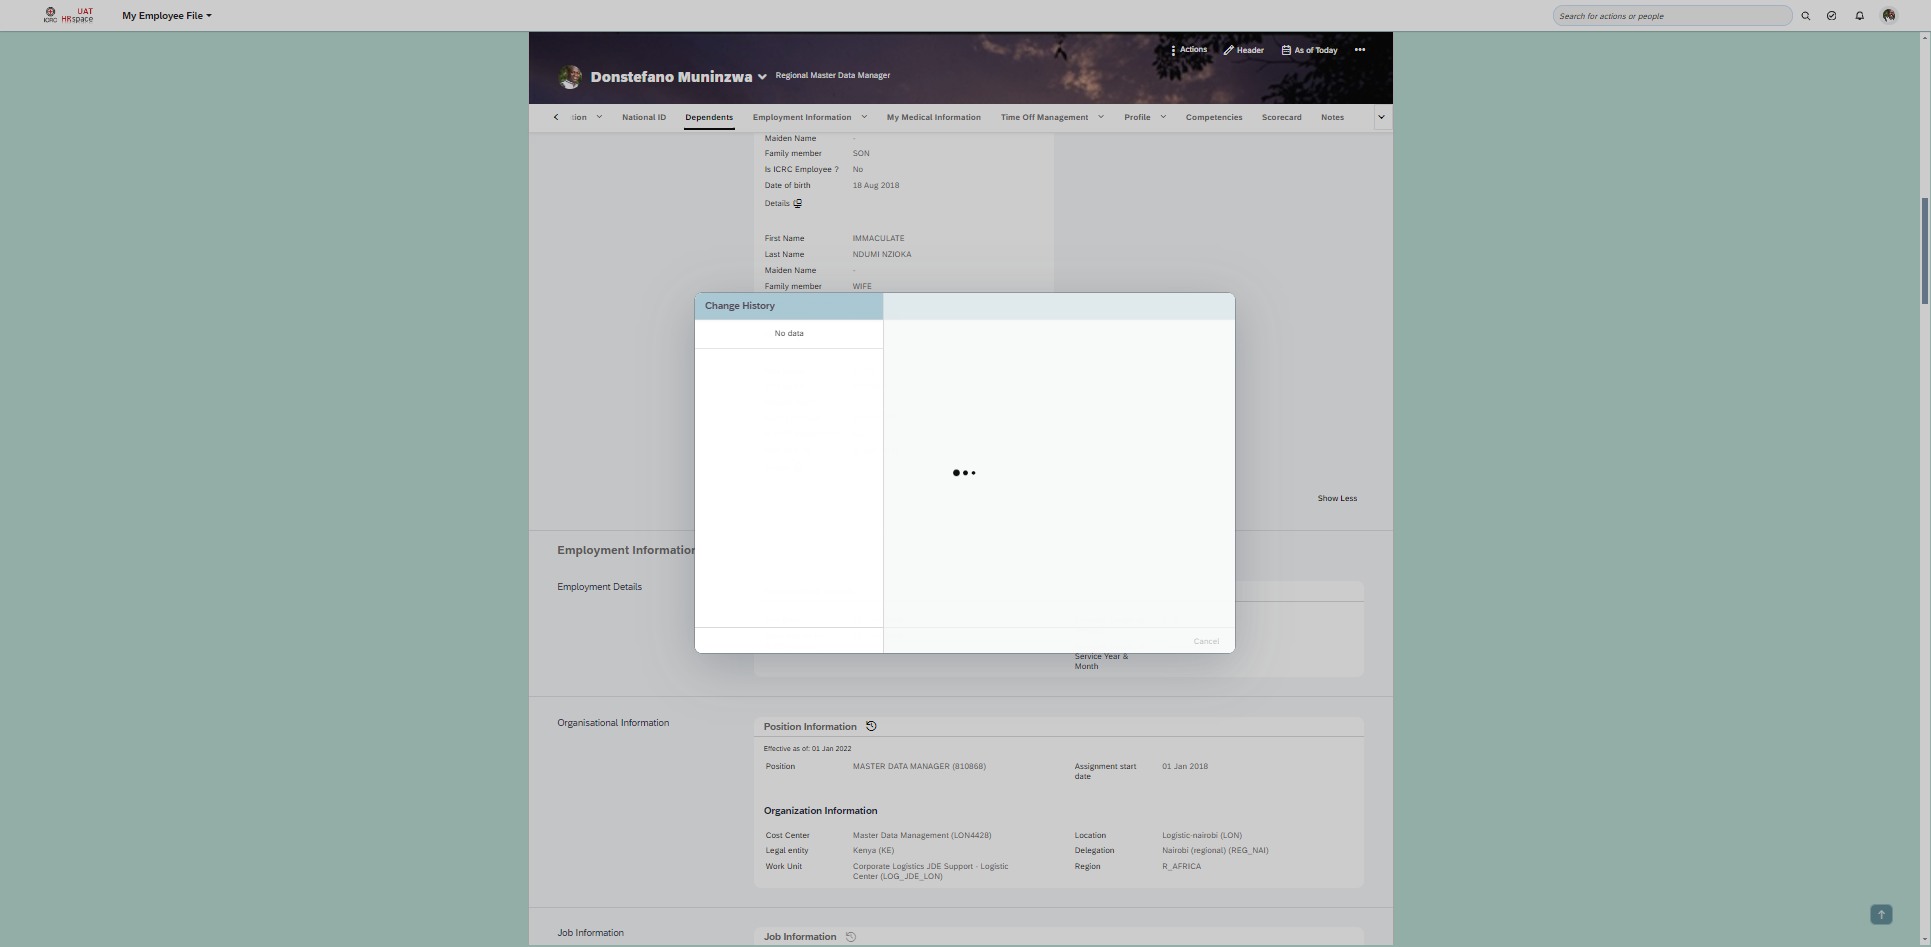 ICRC UAT HRspace My Employee File Search for actions or people
Actions Header As of Today
Donstefano Muninzwa Regional Master Data Manager
tion National ID Dependents Employment Information My Medical Information Time Off Management Profile Competencies Scorecard Notes
Maiden Name -
Family member SON
Is ICRC Employee ? No
Date of birth 18 Aug 2018
Details
First Name IMMACULATE
Last Name NDUMI NZIOKA
Maiden Name -
Family member WIFE
Change History
No data
Show Less
Employment Information
Employment Details
Cancel
Service Year &
Month
Organisational Information
Position Information
Effective as of: 01 Jan 2022
Position MASTER DATA MANAGER (810868) Assignment start date 01 Jan 2018
Organization Information
Cost Center Master Data Management (LON4428) Location Logistic-nairobi (LON)
Legal entity Kenya (KE) Delegation Nairobi (regional) (REG_NAI)
Work Unit Corporate Logistics JDE Support - Logistic Center (LOG_JDE_LON) Region R_AFRICA
Job Information
Job Information